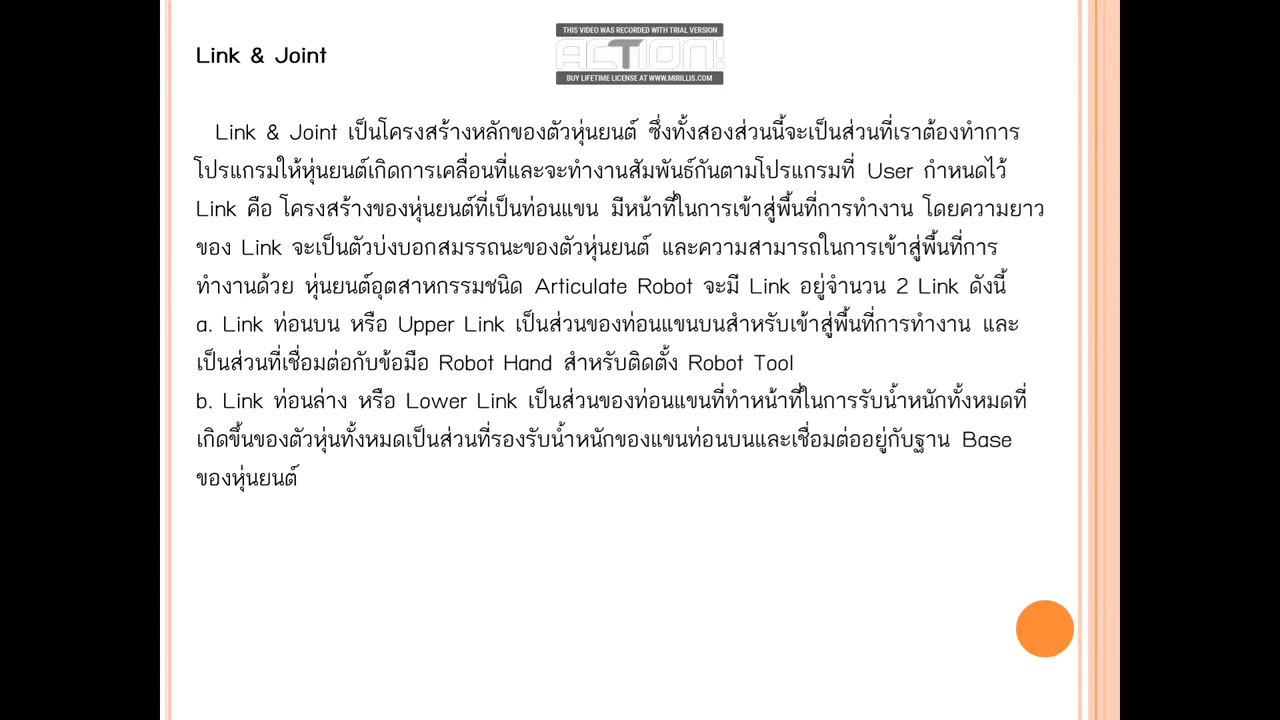 THIS VIDEO WAS RECORDED WITH TRIAL VERSION
ACTION!
BUY LIFETIME LICENSE AT WWW.MIRILLIS.COM
Link & Joint
Link & Joint เป็นโครงสร้างหลักของตัวหุ่นยนต์ ซึ่งทั้งสองส่วนนี้จะเป็นส่วนที่เราต้องทำการ
โปรแกรมให้หุ่นยนต์เกิดการเคลื่อนที่และจะทำงานสัมพันธ์กันตามโปรแกรมที่ User กำหนดไว้
Link คือ โครงสร้างของหุ่นยนต์ที่เป็นท่อนแขน มีหน้าที่ในการเข้าสู่พื้นที่การทำงาน โดยความยาว
ของ Link จะเป็นตัวบ่งบอกสมรรถนะของตัวหุ่นยนต์ และความสามารถในการเข้าสู่พื้นที่การ
ทำงานด้วย หุ่นยนต์อุตสาหกรรมชนิด Articulate Robot จะมี Link อยู่จำนวน 2 Link ดังนี้
a. Link ท่อนบน หรือ Upper Link เป็นส่วนของท่อนแขนบนสำหรับเข้าสู่พื้นที่การทำงาน และ
เป็นส่วนที่เชื่อมต่อกับข้อมือ Robot Hand สำหรับติดตั้ง Robot Tool
b. Link ท่อนล่าง หรือ Lower Link เป็นส่วนของท่อนแขนที่ทำหน้าที่ในการรับน้ำหนักทั้งหมดที่
เกิดขึ้นของตัวหุ่นทั้งหมดเป็นส่วนที่รองรับน้ำหนักของแขนท่อนบนและเชื่อมต่ออยู่กับฐาน Base
ของหุ่นยนต์